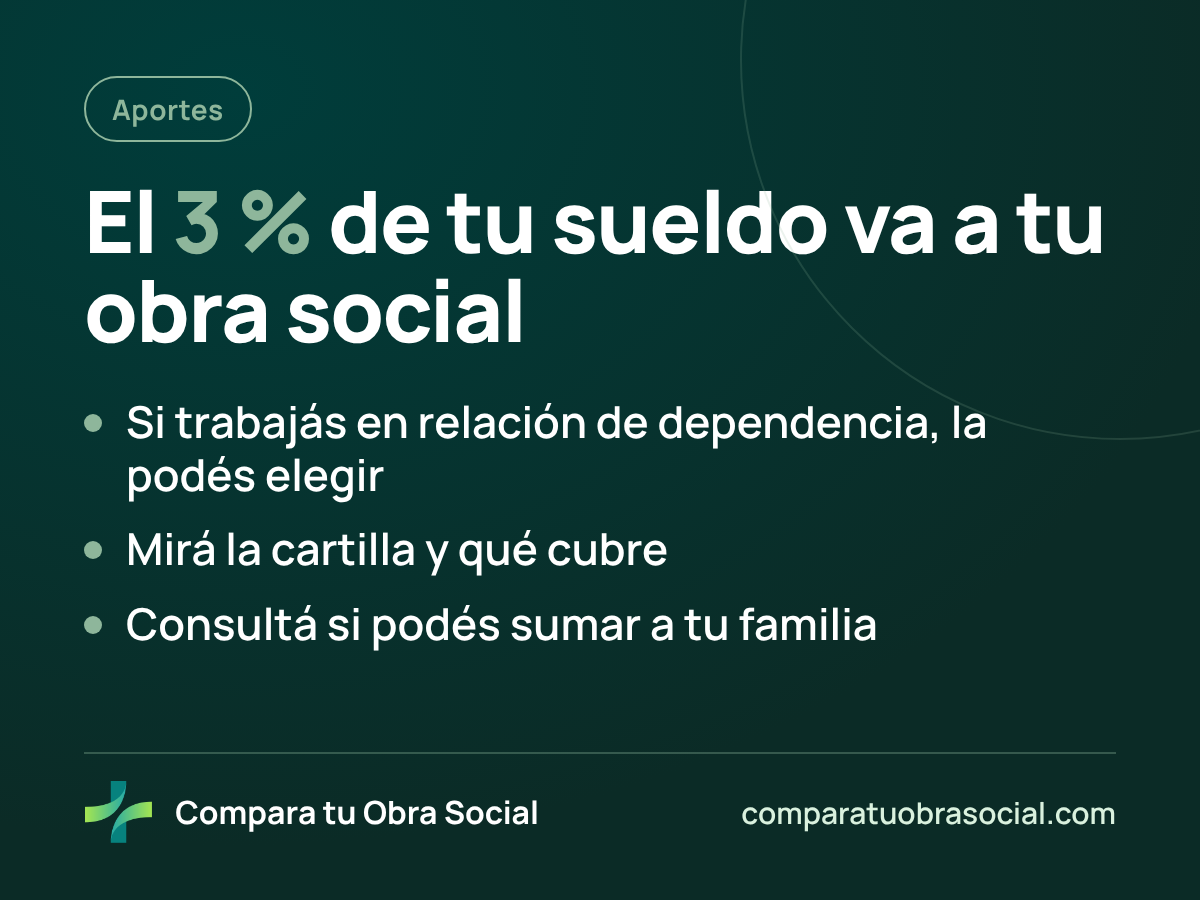 Aportes
El 3 % de tu sueldo va a tu
obra social
Si trabajás en relación de dependencia, la
podés elegir
Mirá la cartilla y qué cubre
Consultá si podés sumar a tu familia
Compara tu Obra Social
comparatuobrasocial.com